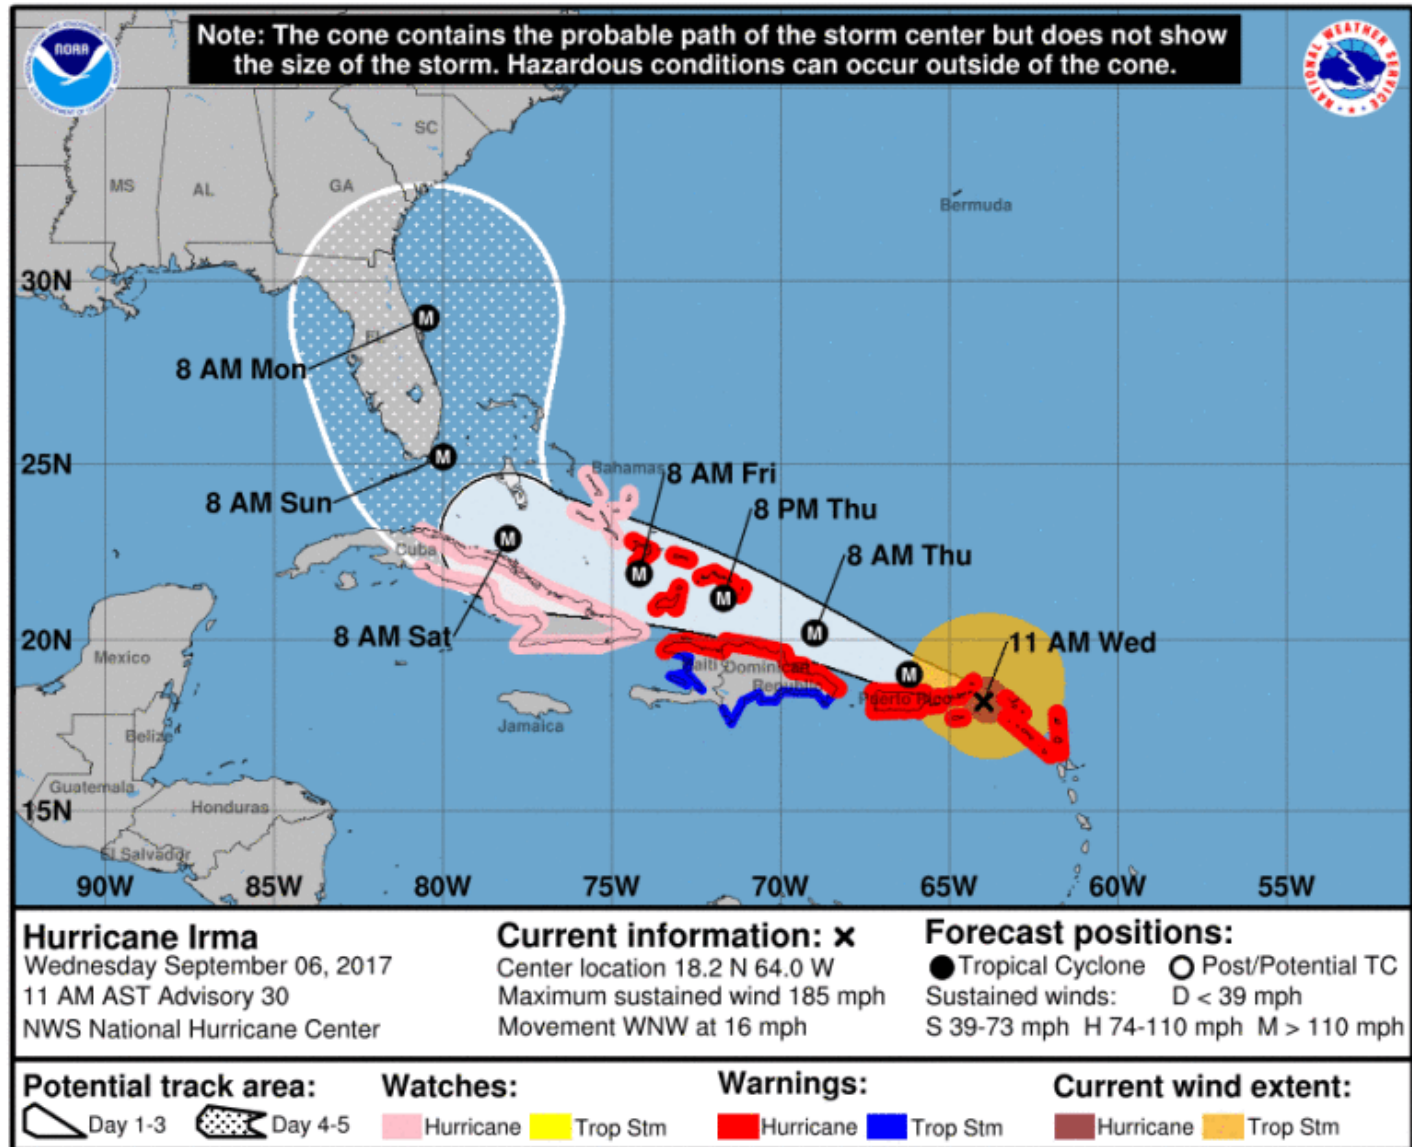 Note: The cone contains the probable path of the storm center but does not show
the size of the storm. Hazardous conditions can occur outside of the cone.
NOAA
NATIONAL WEATHER SERVICE
SC
MS
AL
GA
Bermuda
30N
FL
8 AM Mon
25N
Bahamas
8 AM Fri
8 AM Sun
8 PM Thu
Cuba
8 AM Thu
8 AM Sat
20N
11 AM Wed
Mexico
Haiti
Dominican
Republic
Puerto Rico
Jamaica
Belize
Guatemala
Honduras
15N
El Salvador
M
M
M
M
M
M
M
90W 85W 80W 75W 70W 65W 60W 55W
Hurricane Irma
Wednesday September 06, 2017
11 AM AST Advisory 30
NWS National Hurricane Center
Current information: x
Center location 18.2 N 64.0 W
Maximum sustained wind 185 mph
Movement WNW at 16 mph
Forecast positions:
Tropical Cyclone Post/Potential TC
Sustained winds: D < 39 mph
S 39-73 mph H 74-110 mph M > 110 mph
Potential track area:
Day 1-3 Day 4-5
Watches:
Hurricane Trop Stm
Warnings:
Hurricane Trop Stm
Current wind extent:
Hurricane Trop Stm